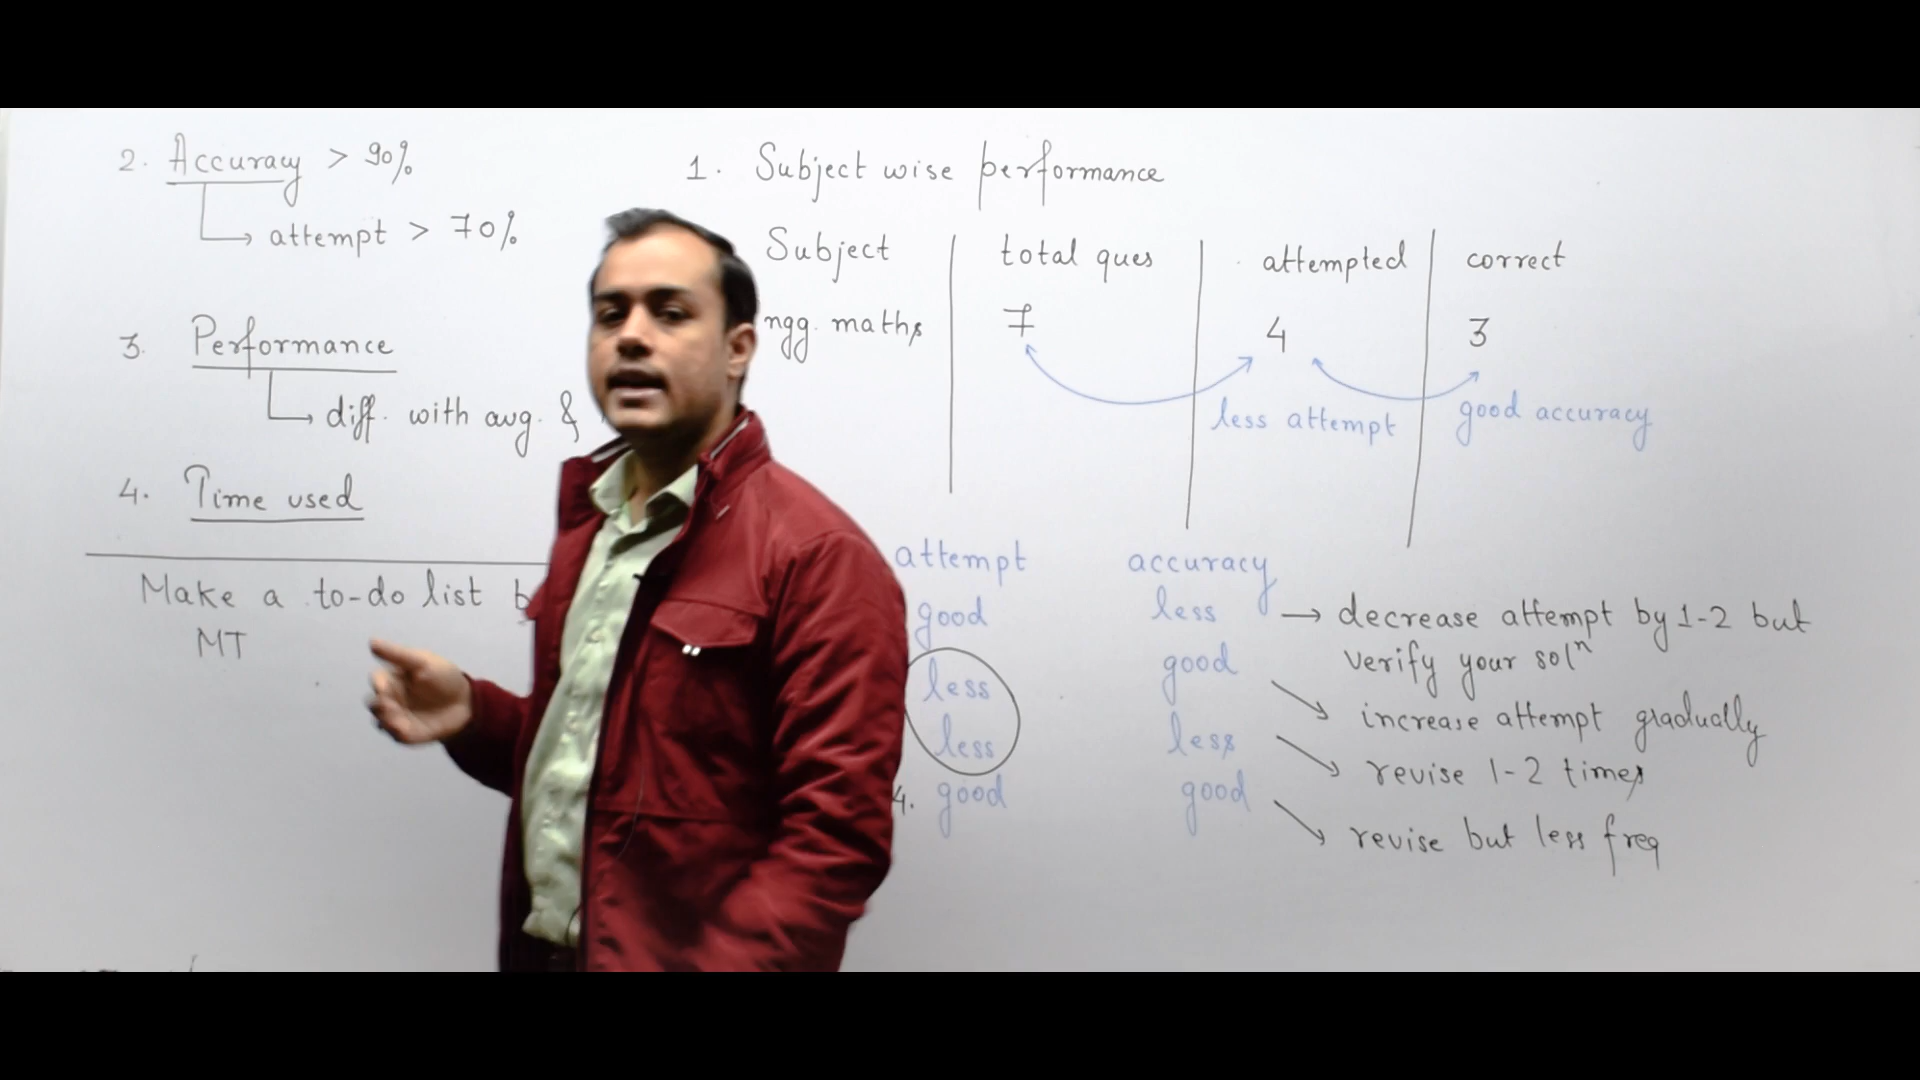 2. Accuracy > 90%
attempt > 70%
3. Performance
diff. with avg. &
4. Time used
Make a to-do list
MT
1. Subject wise performance
Subject total ques attempted correct
ngg. maths 7 4 3
less attempt good accuracy
attempt accuracy
good less → decrease attempt by 1-2 but
verify your solⁿ
less good increase attempt gradually
less less revise 1-2 times
4. good good revise but less freq